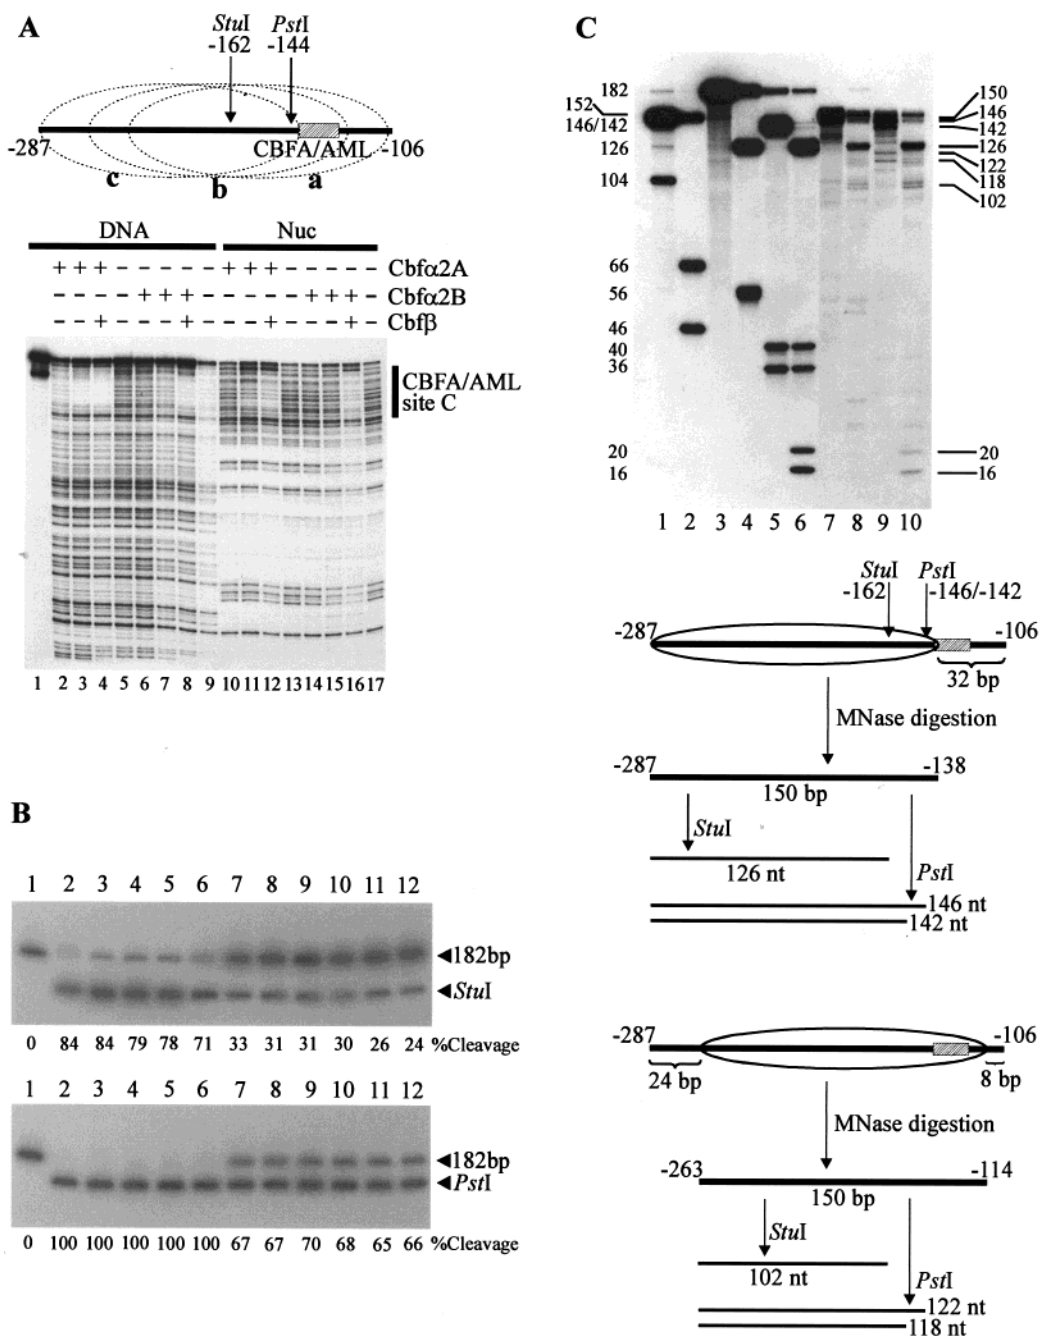 A
StuI PstI
-162 -144
-287 CBFA/AML -106
c b a
DNA Nuc
+ + + - - - - - + + + - - - - - Cbfα2A
- - - - + + + - - - - - + + + - Cbfα2B
- - + - - - + - - - + - - - + - Cbfβ
CBFA/AML
site C
1 2 3 4 5 6 7 8 9 10 11 12 13 14 15 16 17
B
1 2 3 4 5 6 7 8 9 10 11 12
182bp
StuI
0 84 84 79 78 71 33 31 31 30 26 24 %Cleavage
1 2 3 4 5 6 7 8 9 10 11 12
182bp
PstI
0 100 100 100 100 100 67 67 70 68 65 66 %Cleavage
C
182
152
146/142
126
104
66
56
46
40
36
20
16
150
146
142
126
122
118
102
20
16
1 2 3 4 5 6 7 8 9 10
StuI PstI
-162 -146/-142
-287 -106
32 bp
MNase digestion
-287 -138
150 bp
StuI
126 nt
PstI
146 nt
142 nt
-287 -106
24 bp 8 bp
MNase digestion
-263 -114
150 bp
StuI
102 nt
PstI
122 nt
118 nt